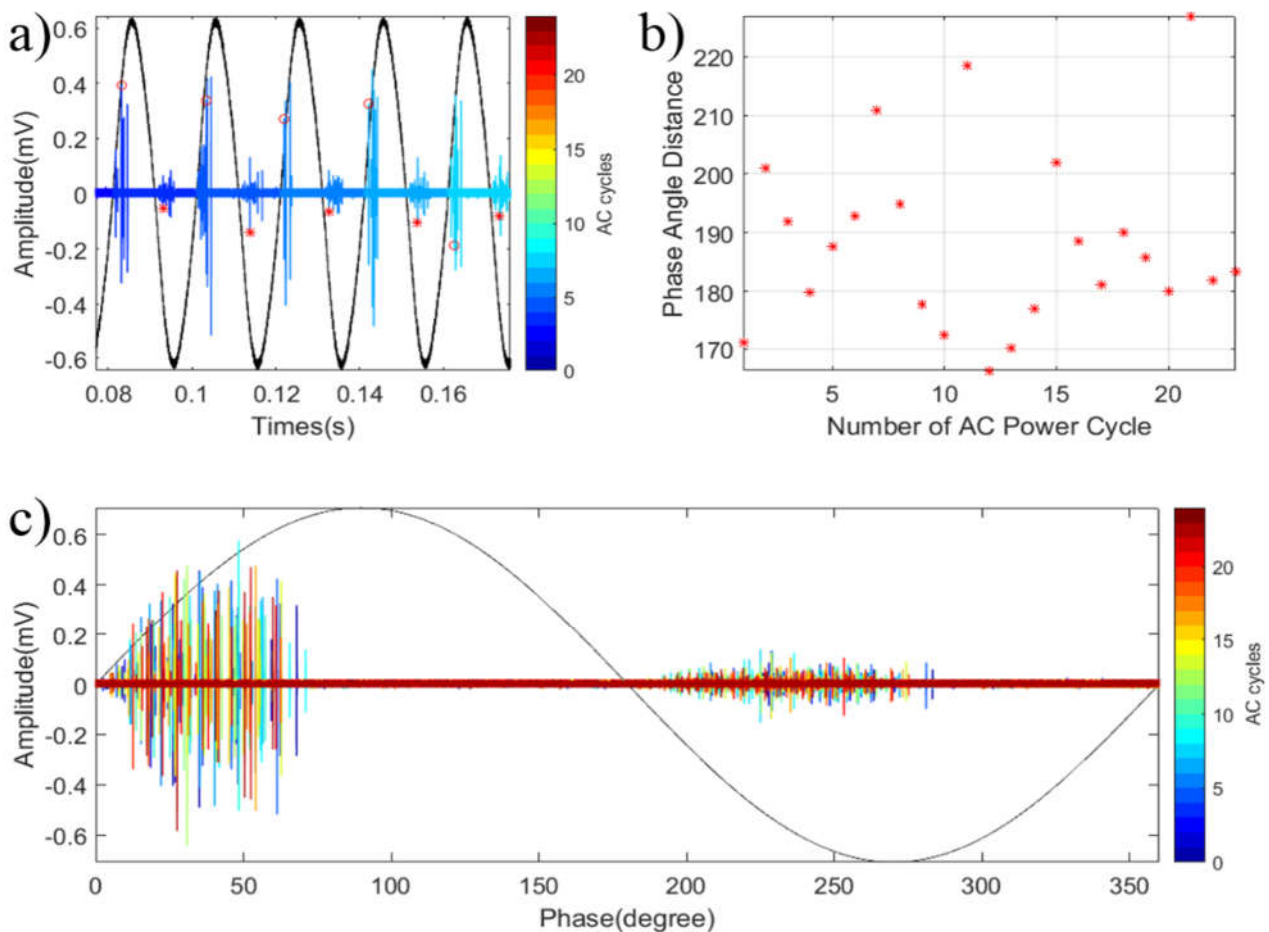 a)
0.6
0.4
0.2
0
-0.2
-0.4
-0.6
Amplitude(mV)
0.08 0.1 0.12 0.14 0.16
Times(s)
20
15
10
5
0
AC cycles
b)
220
210
200
190
180
170
Phase Angle Distance
5 10 15 20
Number of AC Power Cycle
c)
0.6
0.4
0.2
0
-0.2
-0.4
-0.6
Amplitude(mV)
0 50 100 150 200 250 300 350
Phase(degree)
20
15
10
5
0
AC cycles